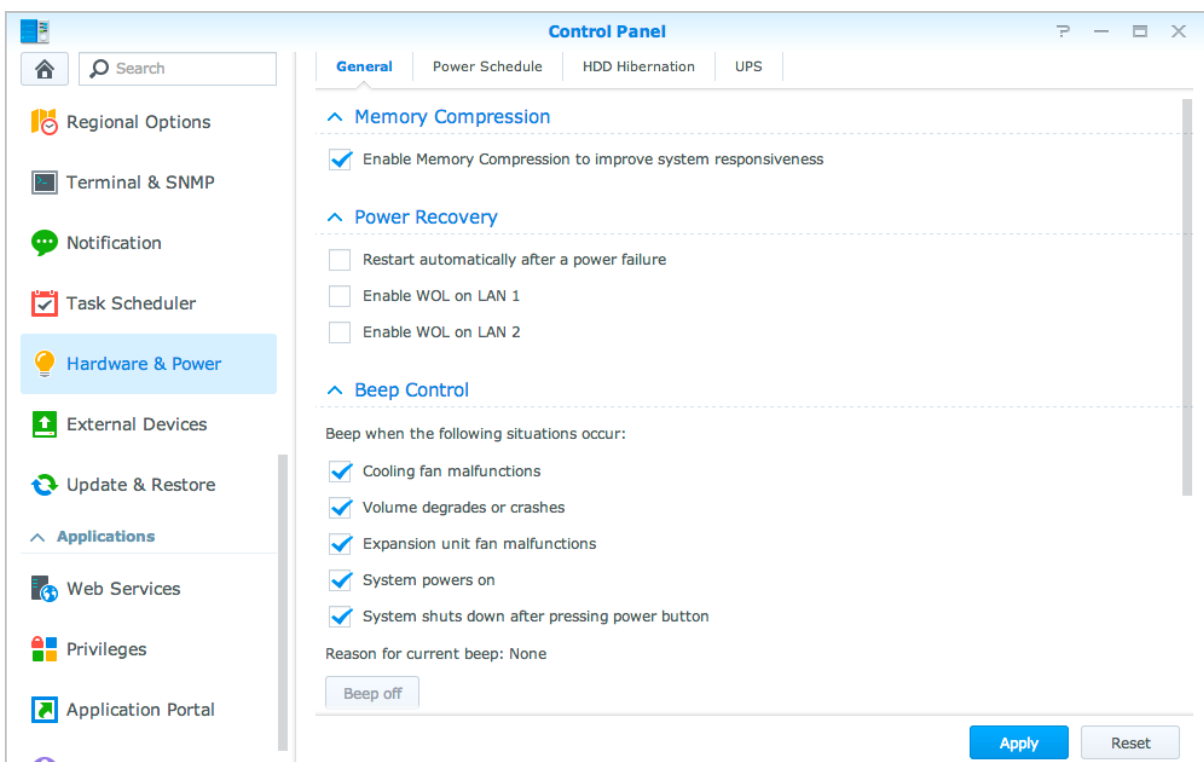 Control Panel
Search
General
Power Schedule
HDD Hibernation
UPS
Regional Options
Terminal & SNMP
Notification
Task Scheduler
Hardware & Power
External Devices
Update & Restore
Applications
Web Services
Privileges
Application Portal
Memory Compression
Enable Memory Compression to improve system responsiveness
Power Recovery
Restart automatically after a power failure
Enable WOL on LAN 1
Enable WOL on LAN 2
Beep Control
Beep when the following situations occur:
Cooling fan malfunctions
Volume degrades or crashes
Expansion unit fan malfunctions
System powers on
System shuts down after pressing power button
Reason for current beep: None
Beep off
Apply
Reset